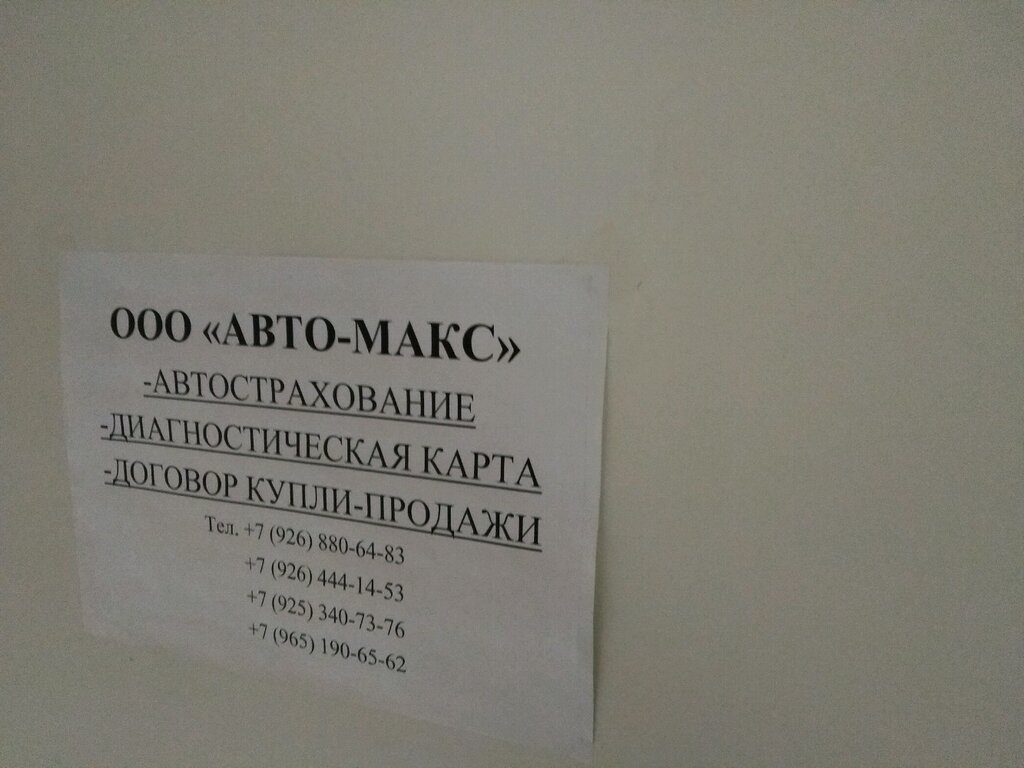 ООО «АВТО-МАКС»
-АВТОСТРАХОВАНИЕ
-ДИАГНОСТИЧЕСКАЯ КАРТА
-ДОГОВОР КУПЛИ-ПРОДАЖИ
Тел. +7 (926) 880-64-83
+7 (926) 444-14-53
+7 (925) 340-73-76
+7 (965) 190-65-62